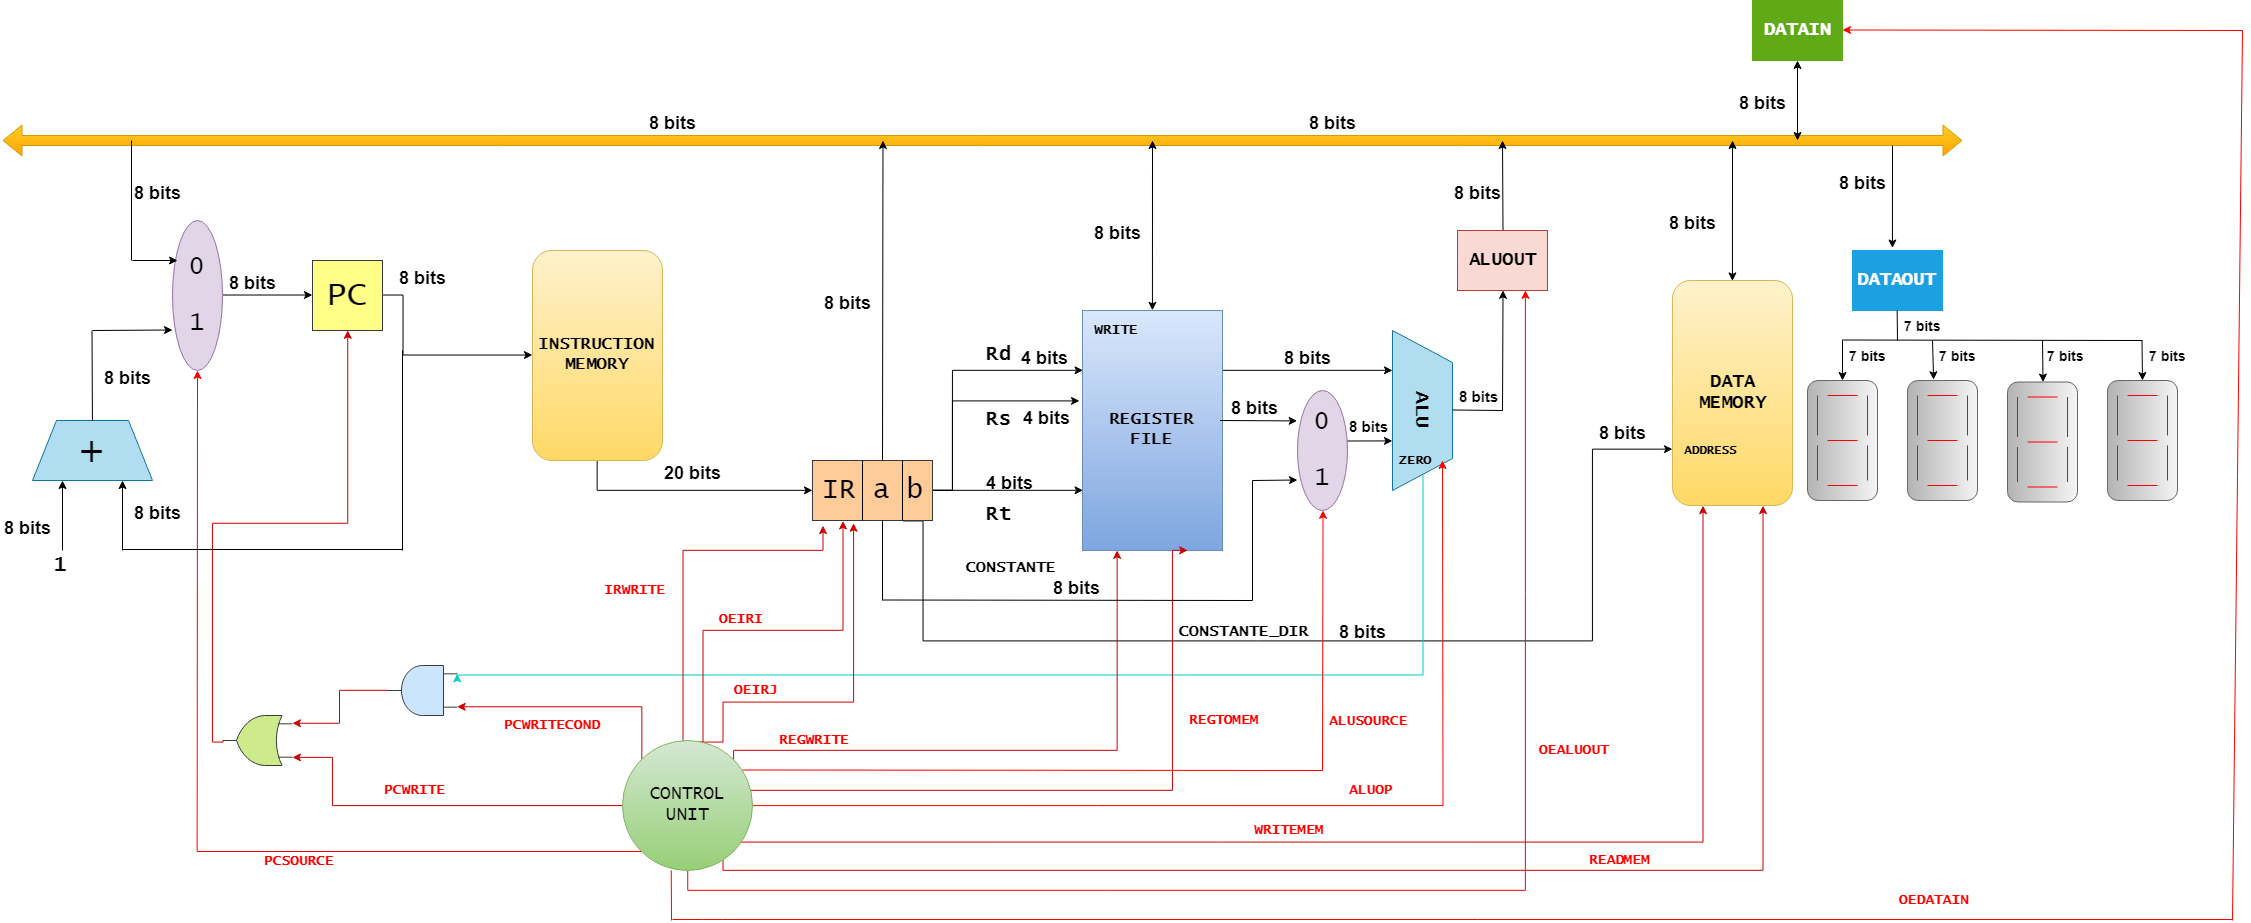 DATAIN
8 bits
8 bits
8 bits
8 bits
8 bits
8 bits
8 bits
8 bits
8 bits
0
1
8 bits
PC
8 bits
8 bits
+
8 bits
8 bits
1
INSTRUCTION
MEMORY
20 bits
IR
a
b
8 bits
Rd
4 bits
Rs
4 bits
4 bits
Rt
WRITE
REGISTER
FILE
8 bits
8 bits
0
1
8 bits
ALU
ZERO
8 bits
ALUOUT
DATA
MEMORY
ADDRESS
8 bits
DATAOUT
7 bits
7 bits
7 bits
7 bits
7 bits
CONSTANTE
8 bits
CONSTANTE_DIR
8 bits
IRWRITE
OEIRI
OEIRJ
PCWRITECOND
REGWRITE
REGTOMEM
ALUSOURCE
OEALUOUT
PCWRITE
CONTROL
UNIT
ALUOP
WRITEMEM
PCSOURCE
READMEM
OEDATAIN